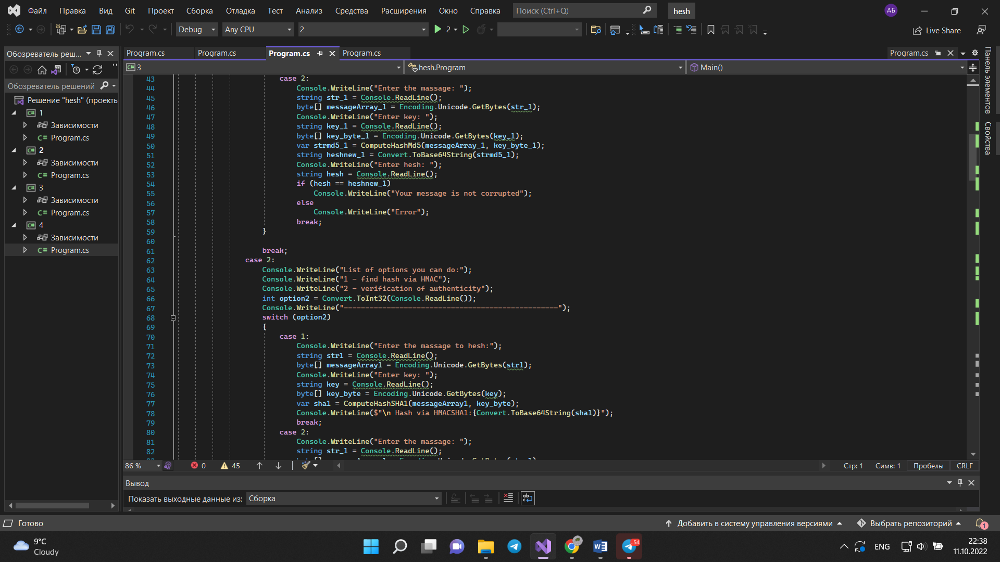 Файл Правка Вид Git Проект Сборка Отладка Тест Анализ Средства Расширения Окно Справка Поиск (Ctrl+Q) hesh АБ
Debug Any CPU 2 2 Live Share
Обозреватель реш... Program.cs Program.cs Program.cs Program.cs Program.cs
3 hesh.Program Main()
Обозреватель решений
Решение "hesh" (проекты
1
Зависимости
Program.cs
2
Зависимости
Program.cs
3
Зависимости
Program.cs
4
Зависимости
Program.cs
43 case 2:
44 Console.WriteLine("Enter the massage: ");
45 string str_1 = Console.ReadLine();
46 byte[] messageArray_1 = Encoding.Unicode.GetBytes(str_1);
47 Console.WriteLine("Enter key: ");
48 string key_1 = Console.ReadLine();
49 byte[] key_byte_1 = Encoding.Unicode.GetBytes(key_1);
50 var strmd5_1 = ComputeHashMd5(messageArray_1, key_byte_1);
51 string heshnew_1 = Convert.ToBase64String(strmd5_1);
52 Console.WriteLine("Enter hesh: ");
53 string hesh = Console.ReadLine();
54 if (hesh == heshnew_1)
55 Console.WriteLine("Your message is not corrupted");
56 else
57 Console.WriteLine("Error");
58 break;
59 }
60
61 break;
62 case 2:
63 Console.WriteLine("List of options you can do:");
64 Console.WriteLine("1 - find hash via HMAC");
65 Console.WriteLine("2 - verification of authenticity");
66 int option2 = Convert.ToInt32(Console.ReadLine());
67 Console.WriteLine("--------------------------------------------------");
68 switch (option2)
69 {
70 case 1:
71 Console.WriteLine("Enter the massage to hesh:");
72 string str1 = Console.ReadLine();
73 byte[] messageArray1 = Encoding.Unicode.GetBytes(str1);
74 Console.WriteLine("Enter key: ");
75 string key = Console.ReadLine();
76 byte[] key_byte = Encoding.Unicode.GetBytes(key);
77 var sha1 = ComputeHashSHA1(messageArray1, key_byte);
78 Console.WriteLine($"\n Hash via HMACSHA1:{Convert.ToBase64String(sha1)}");
79 break;
80 case 2:
81 Console.WriteLine("Enter the massage: ");
82 string str_1 = Console.ReadLine();
Панель элементов
Свойства
86 % 0 45 Стр: 1 Симв: 1 Пробелы CRLF
Вывод
Показать выходные данные из: Сборка
Готово Добавить в систему управления версиями Выбрать репозиторий 1
9°C
Cloudy
..54
ENG
22:38
11.10.2022